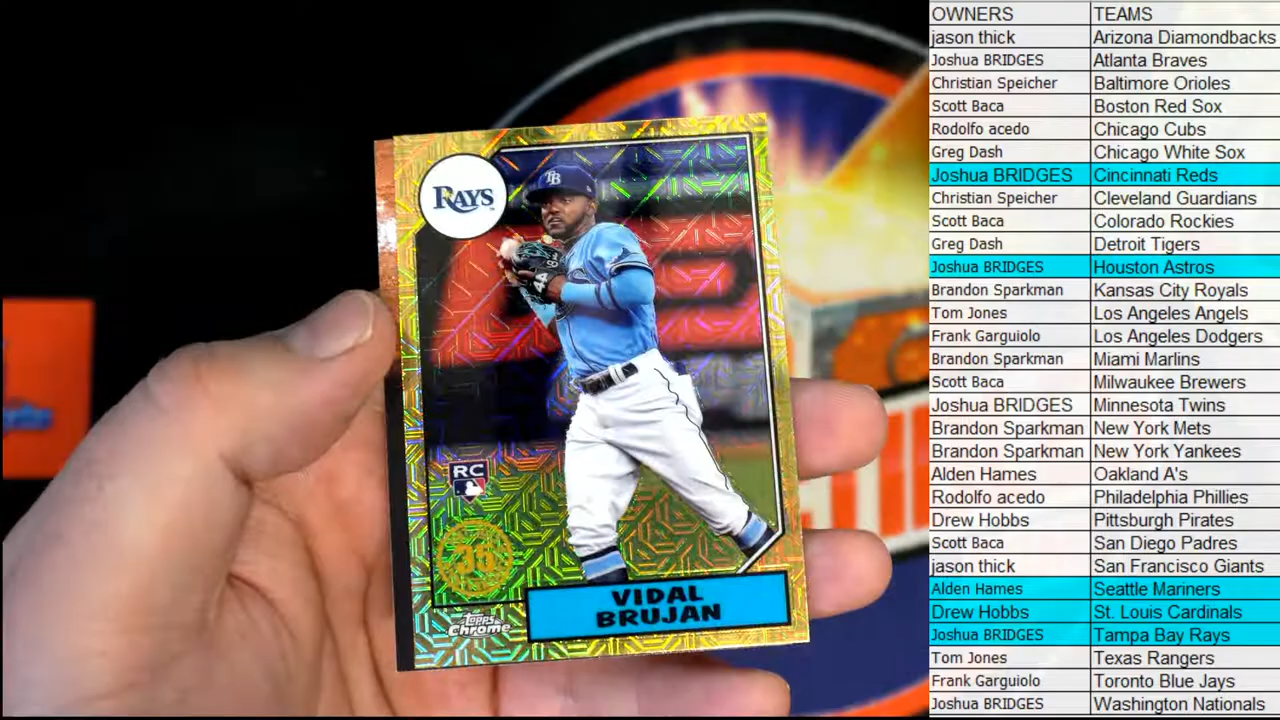 RAYS
TB
44
RC
35
Topps
Chrome
VIDAL
BRUJAN
OWNERS TEAMS
jason thick Arizona Diamondbacks
Joshua BRIDGES Atlanta Braves
Christian Speicher Baltimore Orioles
Scott Baca Boston Red Sox
Rodolfo acedo Chicago Cubs
Greg Dash Chicago White Sox
Joshua BRIDGES Cincinnati Reds
Christian Speicher Cleveland Guardians
Scott Baca Colorado Rockies
Greg Dash Detroit Tigers
Joshua BRIDGES Houston Astros
Brandon Sparkman Kansas City Royals
Tom Jones Los Angeles Angels
Frank Garguiolo Los Angeles Dodgers
Brandon Sparkman Miami Marlins
Scott Baca Milwaukee Brewers
Joshua BRIDGES Minnesota Twins
Brandon Sparkman New York Mets
Brandon Sparkman New York Yankees
Alden Hames Oakland A's
Rodolfo acedo Philadelphia Phillies
Drew Hobbs Pittsburgh Pirates
Scott Baca San Diego Padres
jason thick San Francisco Giants
Alden Hames Seattle Mariners
Drew Hobbs St. Louis Cardinals
Joshua BRIDGES Tampa Bay Rays
Tom Jones Texas Rangers
Frank Garguiolo Toronto Blue Jays
Joshua BRIDGES Washington Nationals